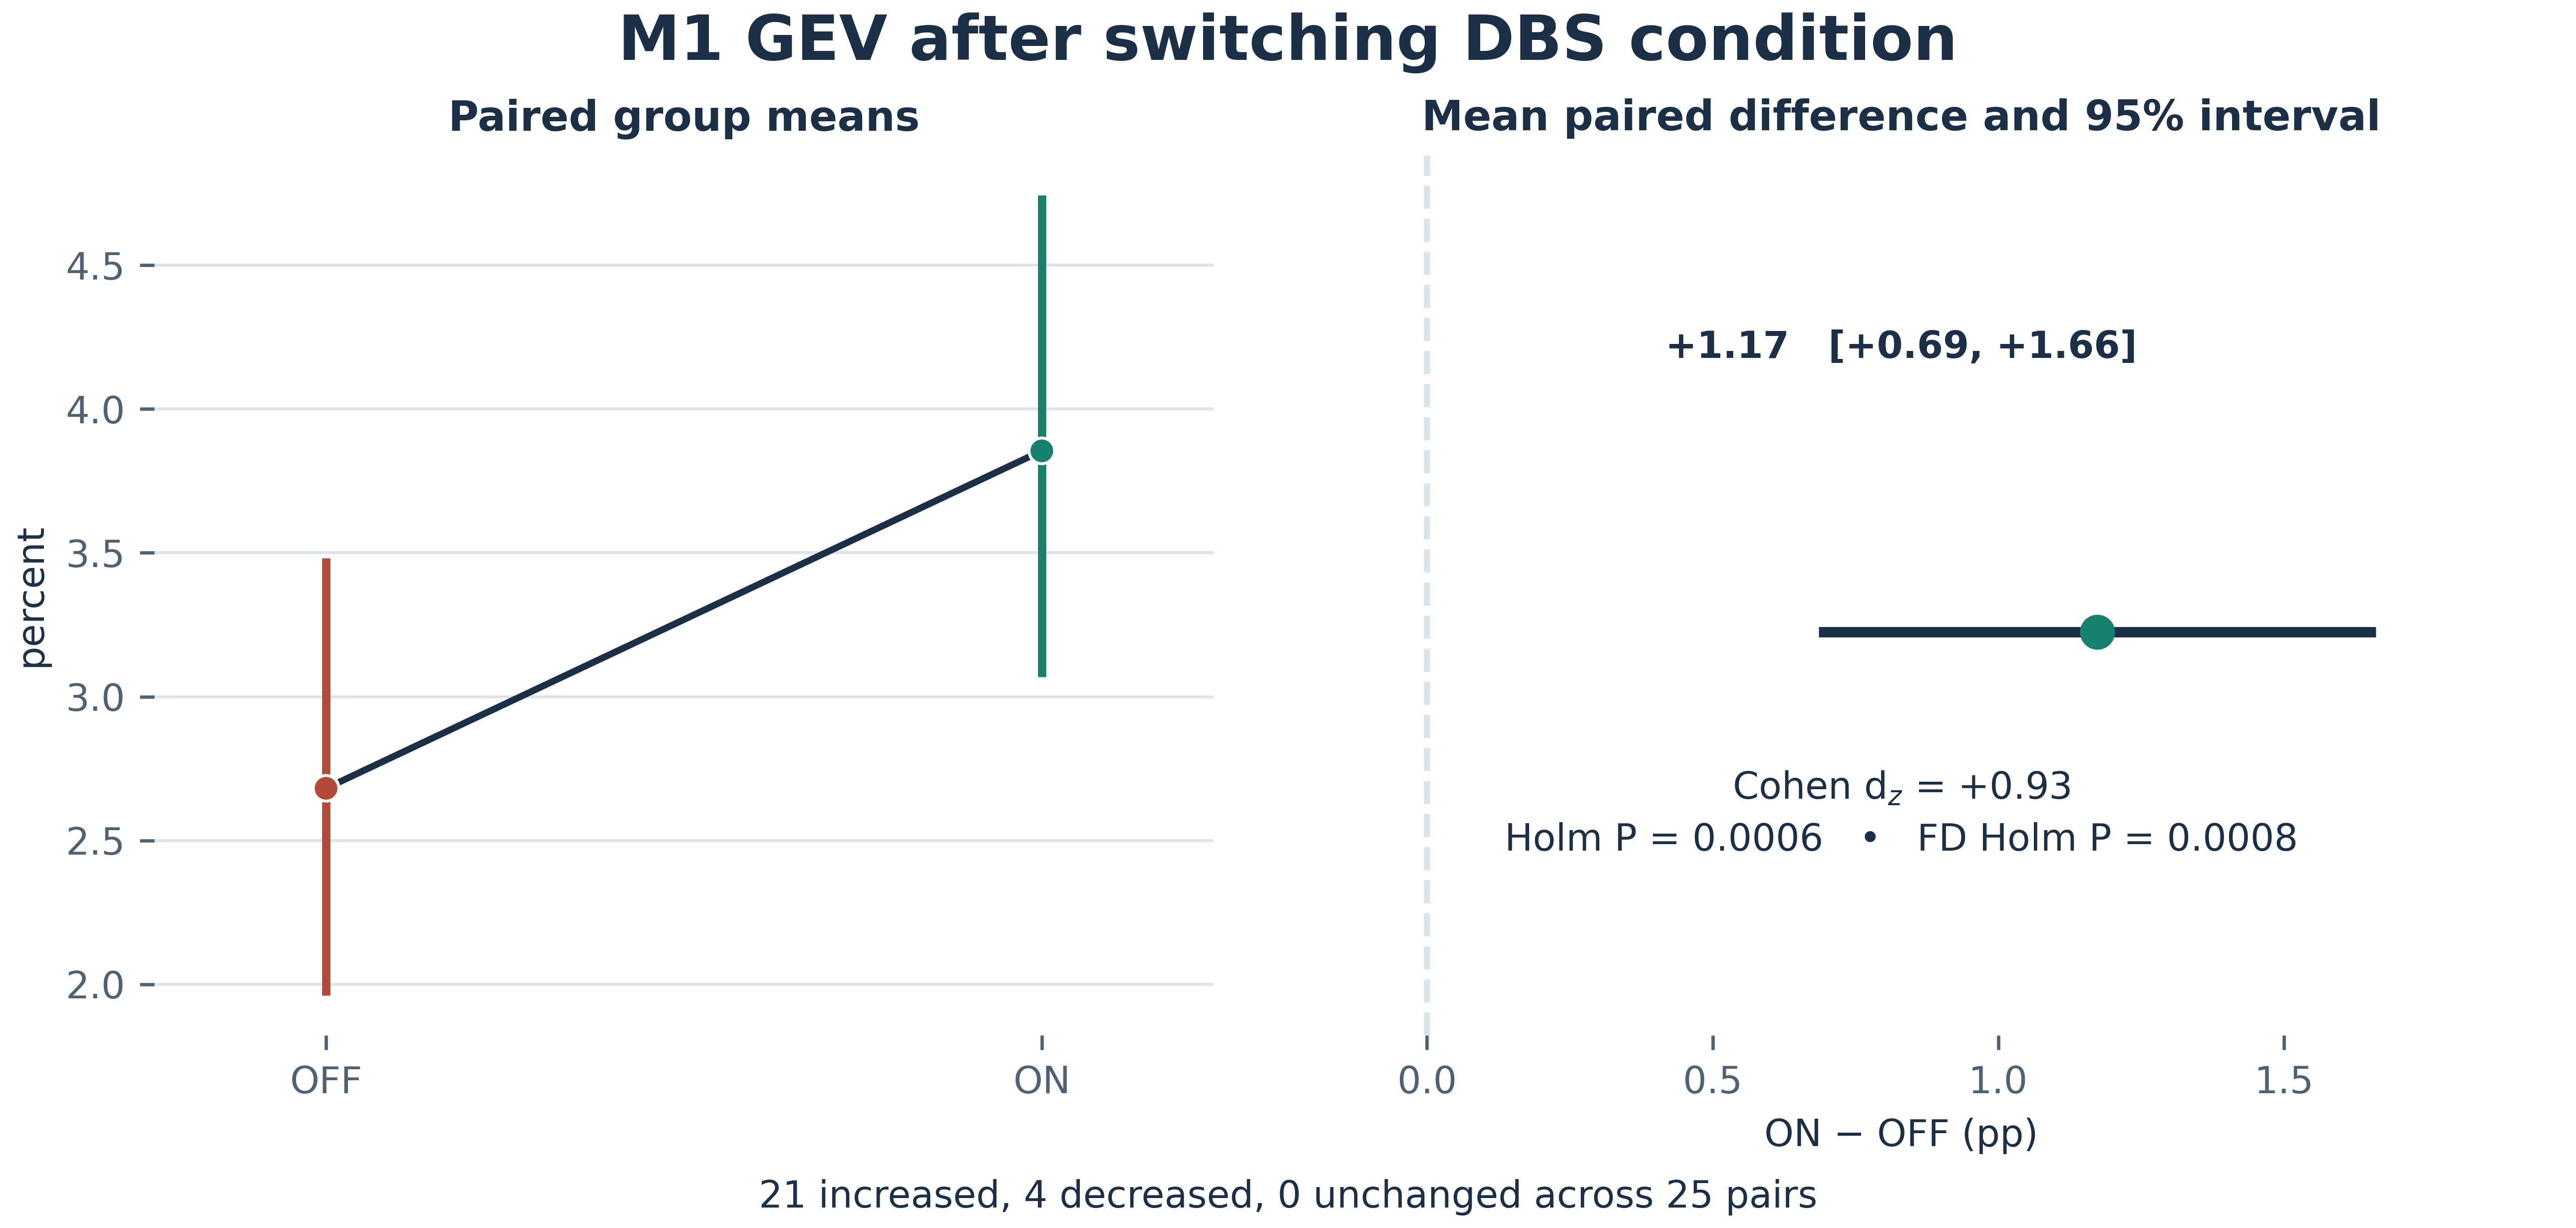 M1 GEV after switching DBS condition
Paired group means
percent
4.5
4.0
3.5
3.0
2.5
2.0
OFF
ON
Mean paired difference and 95% interval
+1.17 [+0.69, +1.66]
Cohen dz = +0.93
Holm P = 0.0006 • FD Holm P = 0.0008
0.0
0.5
1.0
1.5
ON − OFF (pp)
21 increased, 4 decreased, 0 unchanged across 25 pairs